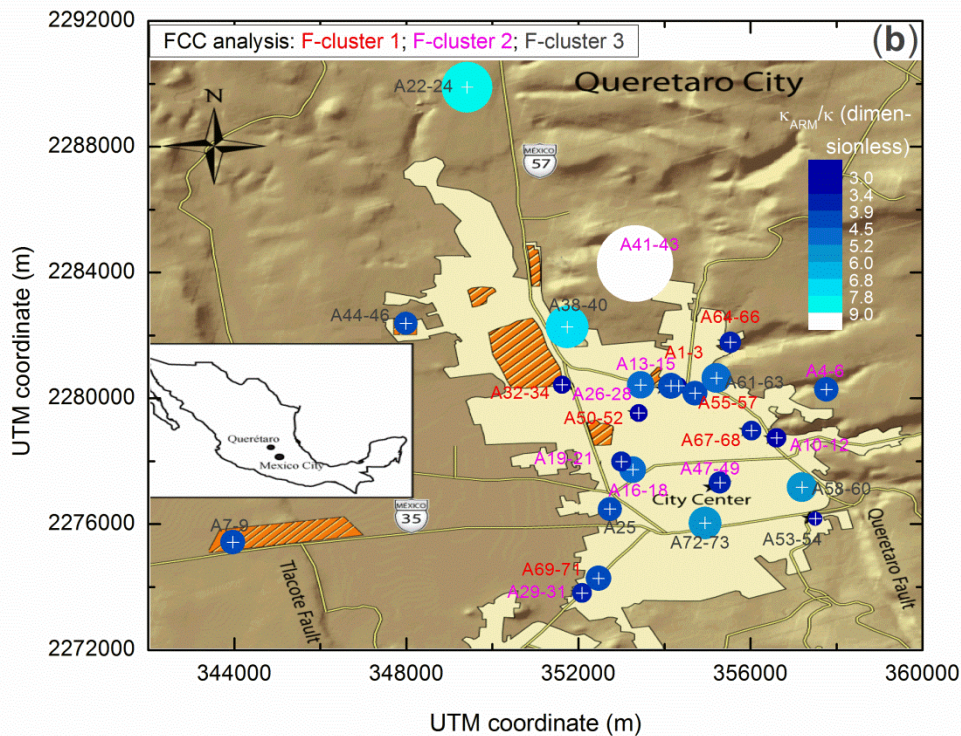 2292000
2288000
2284000
2280000
2276000
2272000
UTM coordinate (m)
FCC analysis: F-cluster 1; F-cluster 2; F-cluster 3
(b)
Queretaro City
N
A22-24
MÉXICO
57
κARM/κ (dimen-
sionless)
3.0
3.4
3.9
4.5
5.2
6.0
6.8
7.8
9.0
A41-43
A38-40
A44-46
A64-66
A1-3
A13-15
A4-6
A61-63
A32-34
A26-28
A55-57
A50-52
A67-68
A10-12
A19-21
A47-49
A16-18
City Center
A58-60
A25
A72-73
A53-54
Querétaro
Mexico City
MÉXICO
35
A7-9
A69-71
A29-31
Tlacote Fault
Queretaro Fault
344000
348000
352000
356000
360000
UTM coordinate (m)